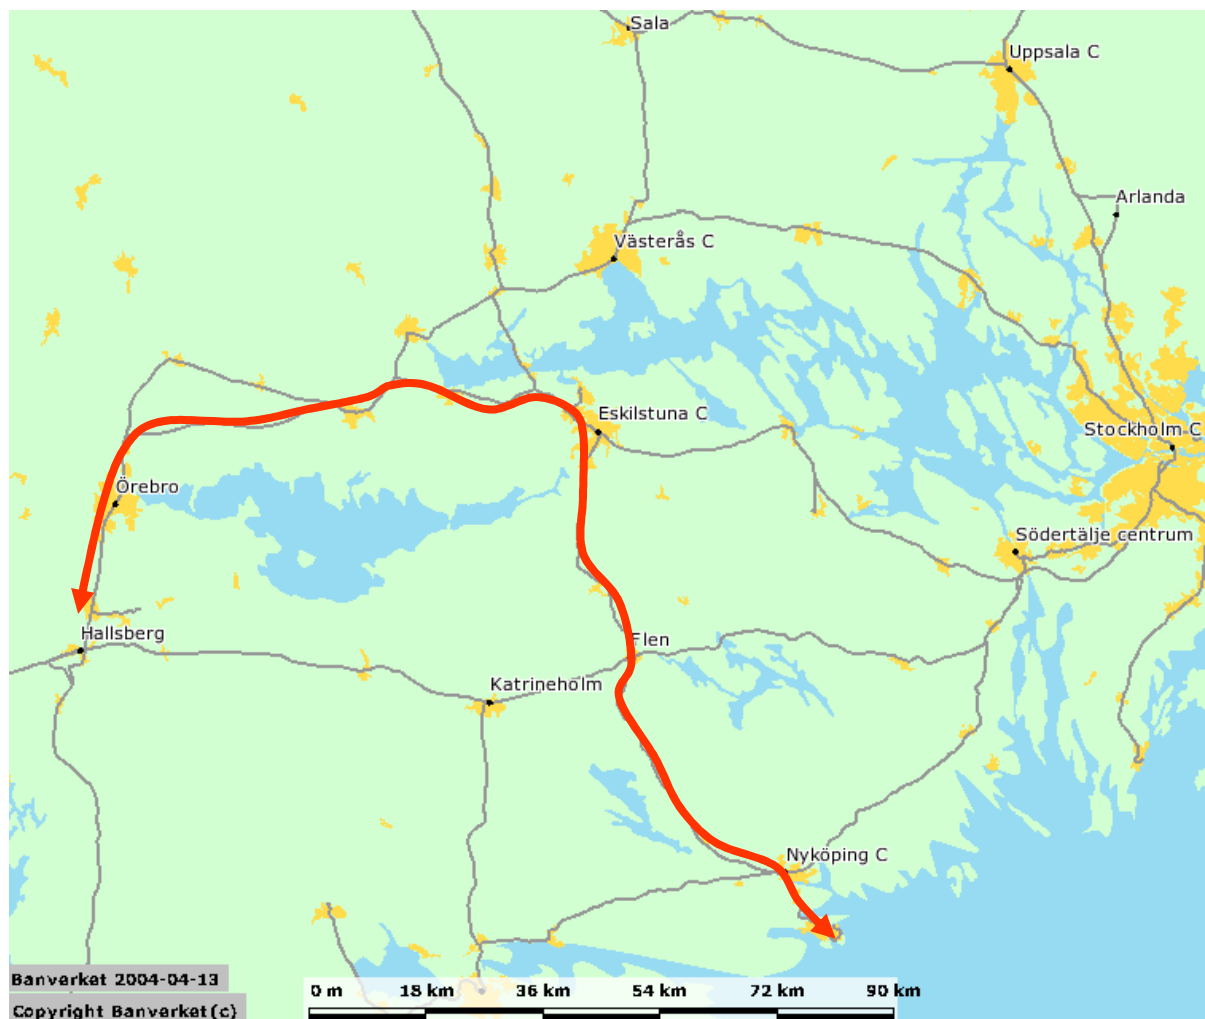 Sala
Uppsala C
Arlanda
Västerås C
Eskilstuna C
Stockholm C
Örebro
Södertälje centrum
Hallsberg
Flen
Katrineholm
Nyköping C
Banverket 2004-04-13
Copyright Banverket(c)
0 m 18 km 36 km 54 km 72 km 90 km